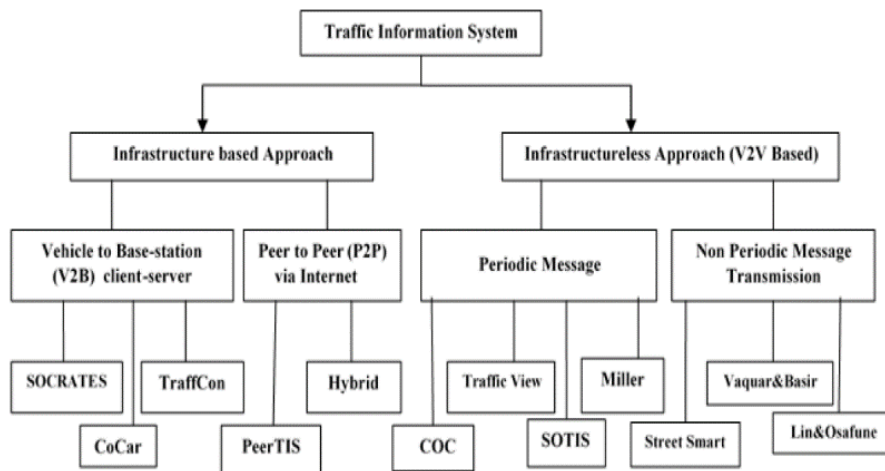 Traffic Information System
Infrastructure based Approach
Infrastructureless Approach (V2V Based)
Vehicle to Base-station
(V2B) client-server
Peer to Peer (P2P)
via Internet
Periodic Message
Non Periodic Message
Transmission
SOCRATES
TraffCon
Hybrid
Traffic View
Miller
Vaquar&Basir
CoCar
PeerTIS
COC
SOTIS
Street Smart
Lin&Osafune